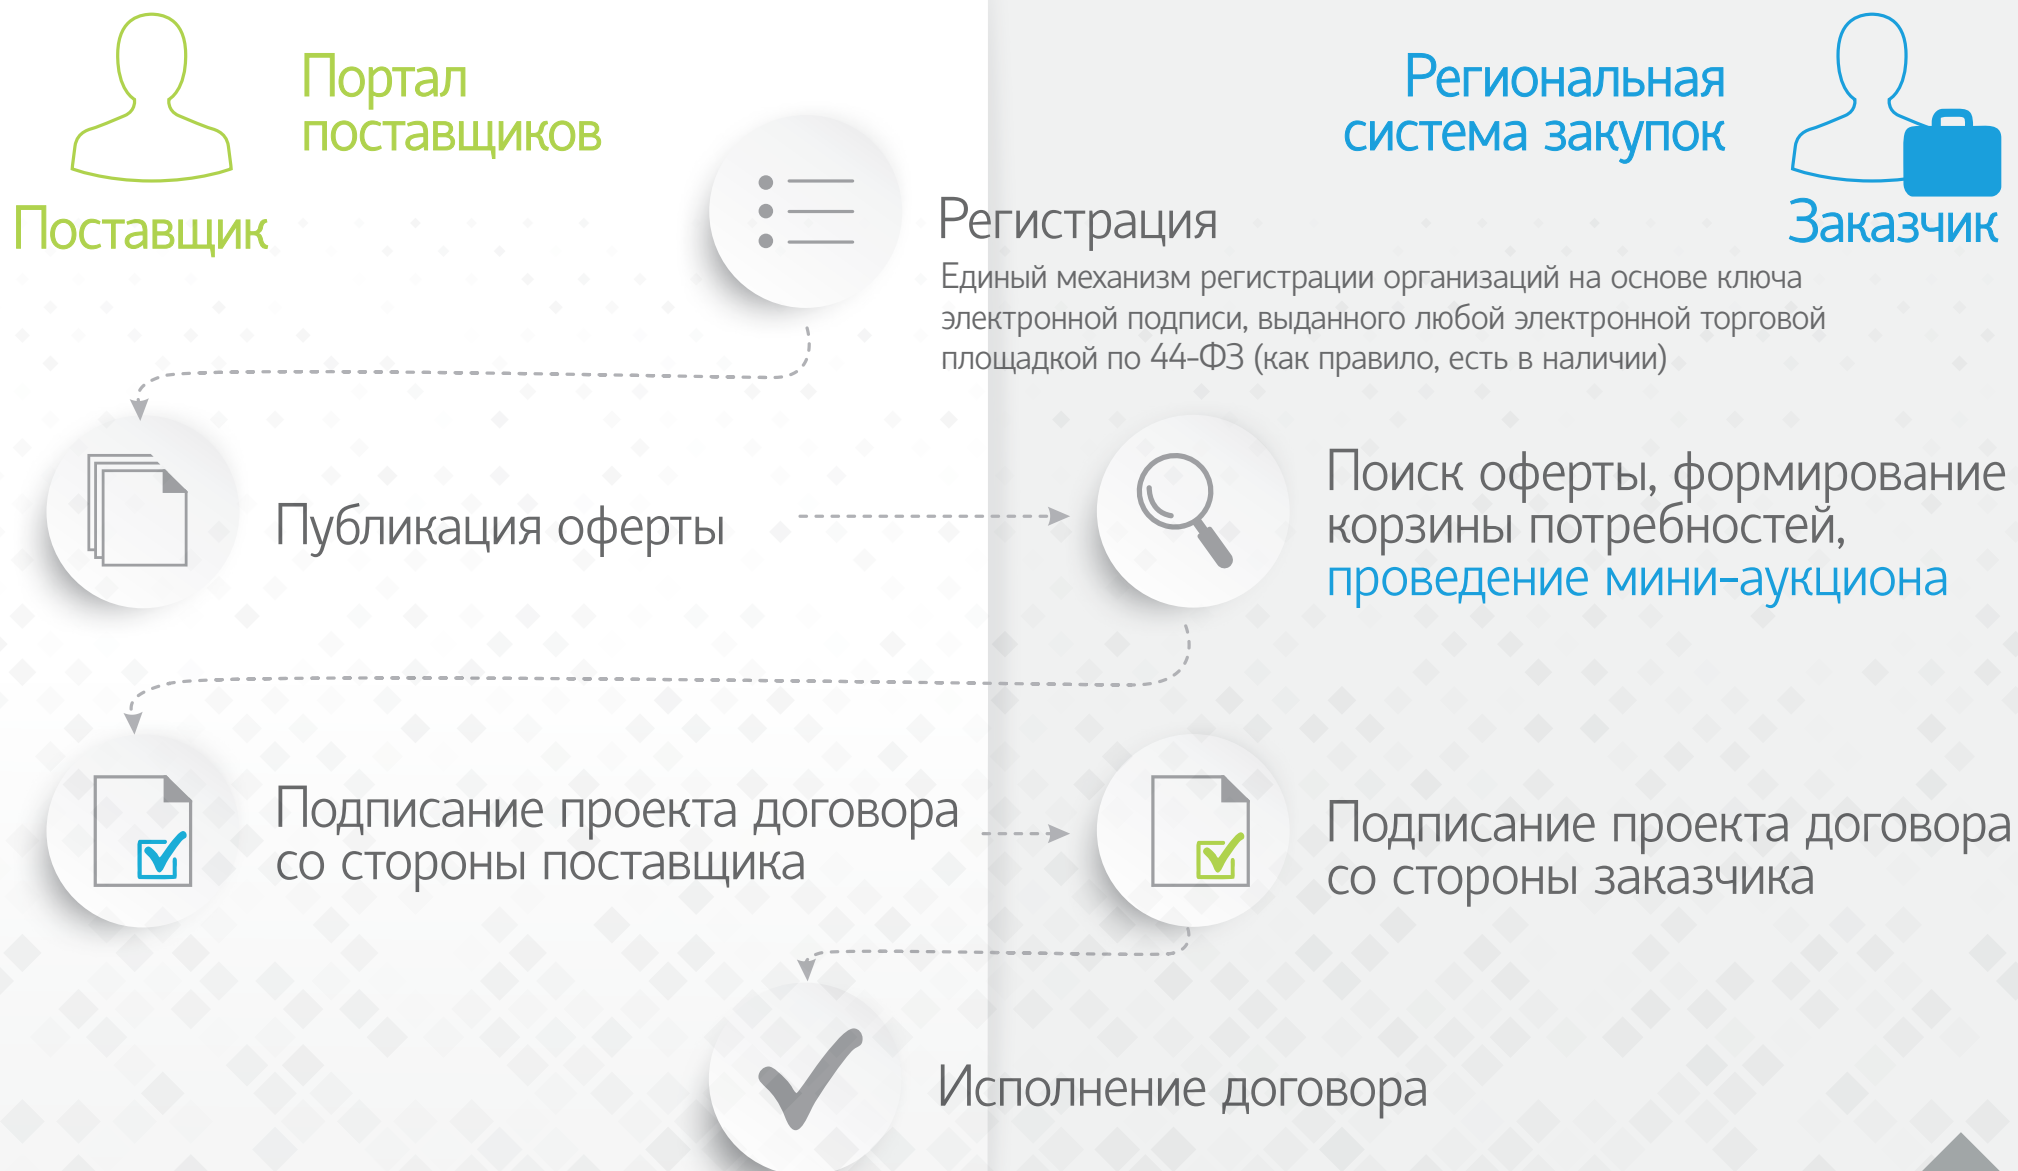 Портал
поставщиков
Поставщик
Региональная
система закупок
Заказчик
Регистрация
Единый механизм регистрации организаций на основе ключа
электронной подписи, выданного любой электронной торговой
площадкой по 44-ФЗ (как правило, есть в наличии)
Публикация оферты
Поиск оферты, формирование
корзины потребностей,
проведение мини-аукциона
Подписание проекта договора
со стороны поставщика
Подписание проекта договора
со стороны заказчика
Исполнение договора